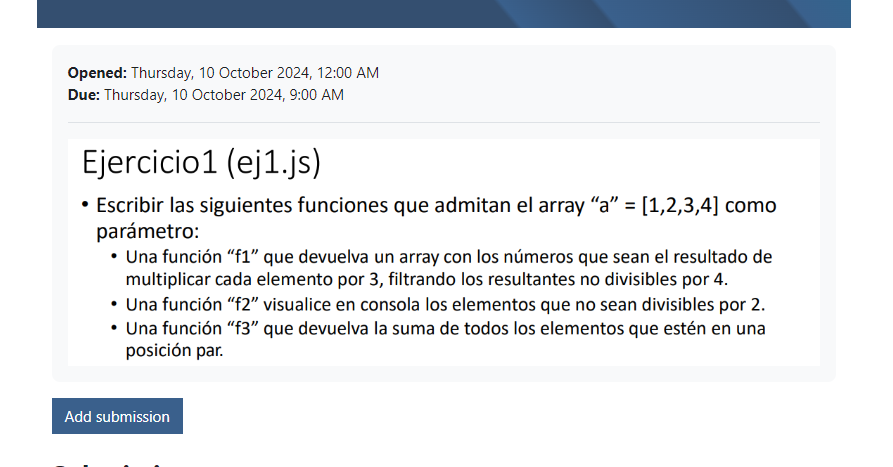 Opened: Thursday, 10 October 2024, 12:00 AM
Due: Thursday, 10 October 2024, 9:00 AM
Ejercicio1 (ej1.js)
• Escribir las siguientes funciones que admitan el array “a” = [1,2,3,4] como
parámetro:
• Una función “f1” que devuelva un array con los números que sean el resultado de
multiplicar cada elemento por 3, filtrando los resultantes no divisibles por 4.
• Una función “f2” visualice en consola los elementos que no sean divisibles por 2.
• Una función “f3” que devuelva la suma de todos los elementos que estén en una
posición par.
Add submission